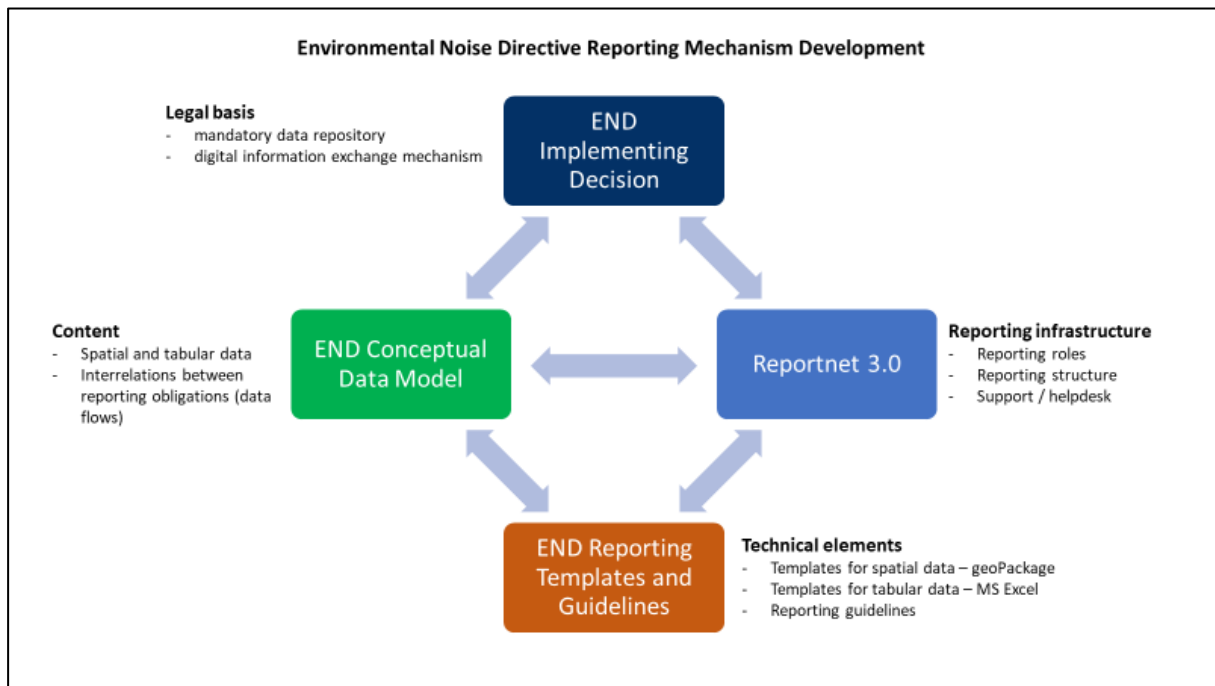 Environmental Noise Directive Reporting Mechanism Development
Legal basis
- mandatory data repository
- digital information exchange mechanism
END
Implementing
Decision
Content
- Spatial and tabular data
- Interrelations between
reporting obligations (data
flows)
END Conceptual
Data Model
Reportnet 3.0
Reporting infrastructure
- Reporting roles
- Reporting structure
- Support / helpdesk
END Reporting
Templates and
Guidelines
Technical elements
- Templates for spatial data – geoPackage
- Templates for tabular data – MS Excel
- Reporting guidelines